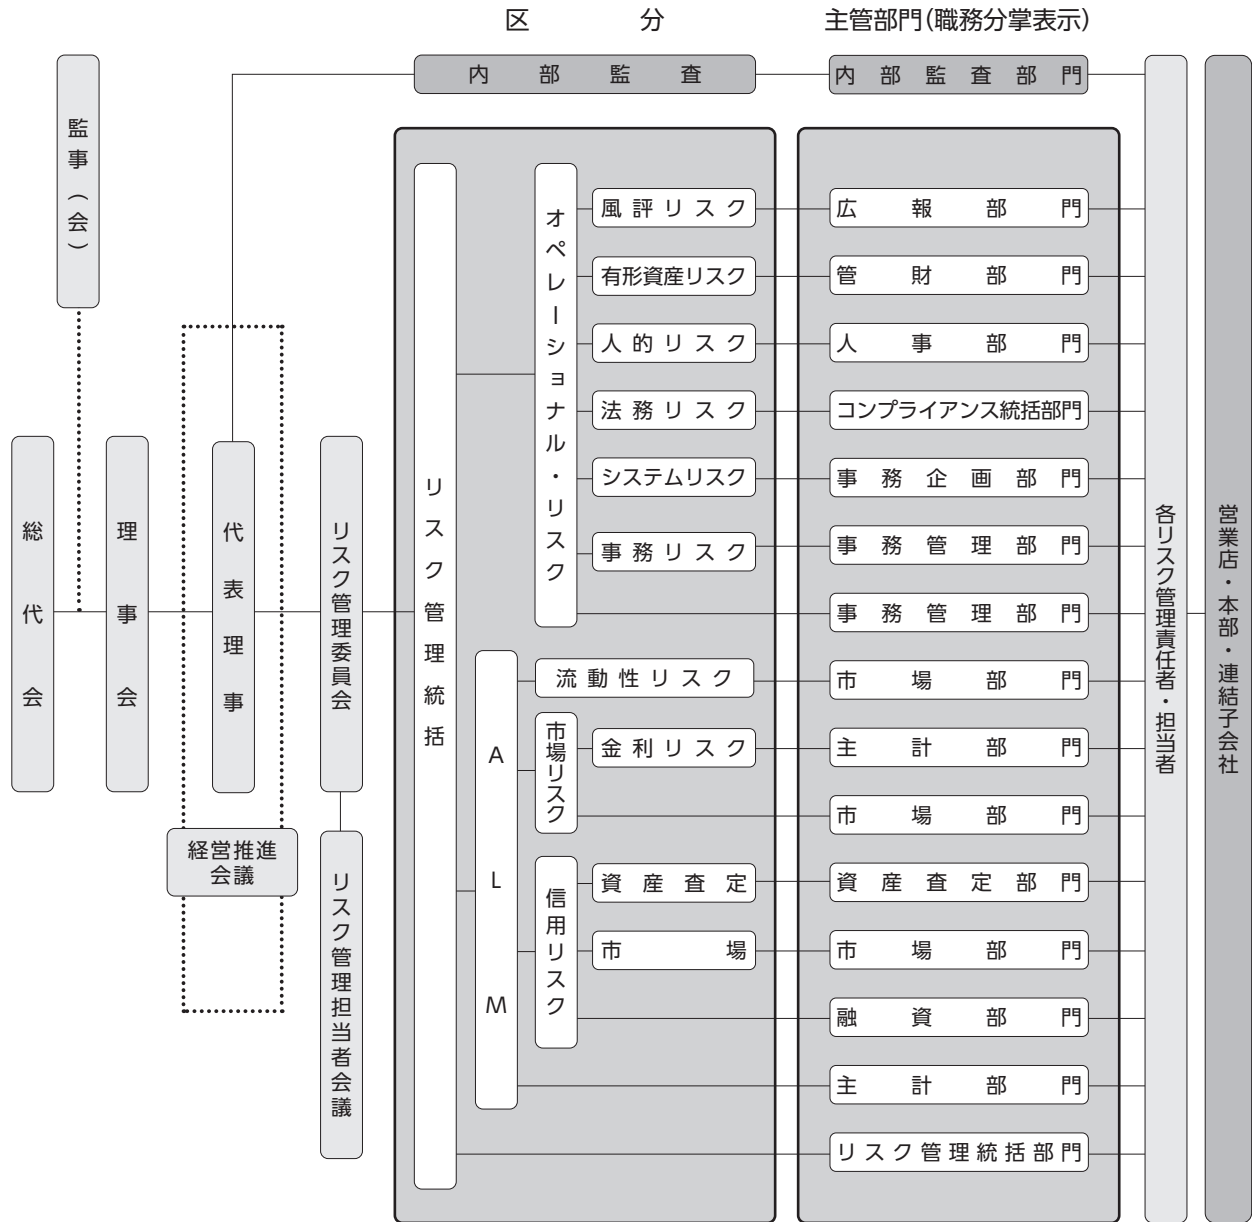 区分
主管部門(職務分掌表示)
内部監査
内部監査部門
監事(会)
総代会
理事会
代表理事
経営推進
会議
リスク管理委員会
リスク管理担当者会議
リスク管理統括
オペレーショナル・リスク
風評リスク
広報部門
有形資産リスク
管財部門
人的リスク
人事部門
法務リスク
コンプライアンス統括部門
システムリスク
事務企画部門
事務リスク
事務管理部門
事務管理部門
ALM
流動性リスク
市場部門
市場リスク
金利リスク
主計部門
市場部門
信用リスク
資産査定
資産査定部門
市場
市場部門
融資部門
主計部門
リスク管理統括部門
各リスク管理責任者・担当者
営業店・本部・連結子会社